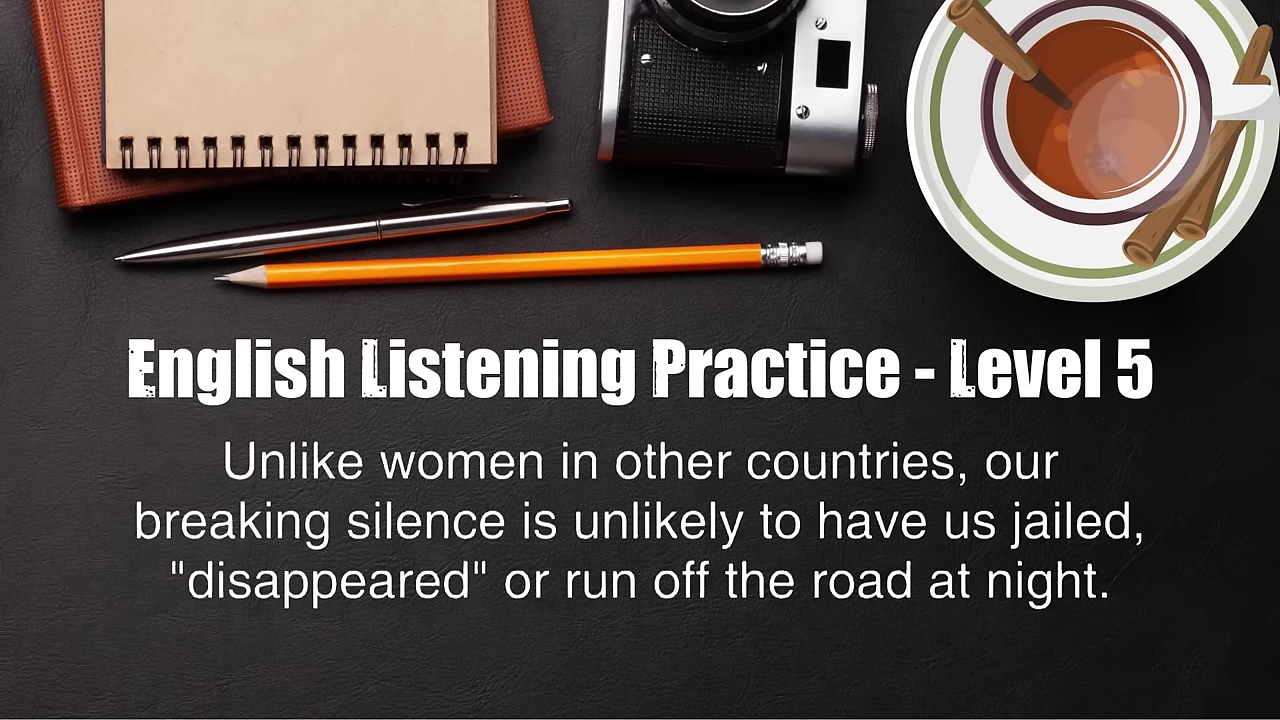 English Listening Practice - Level 5
Unlike women in other countries, our
breaking silence is unlikely to have us jailed,
"disappeared" or run off the road at night.